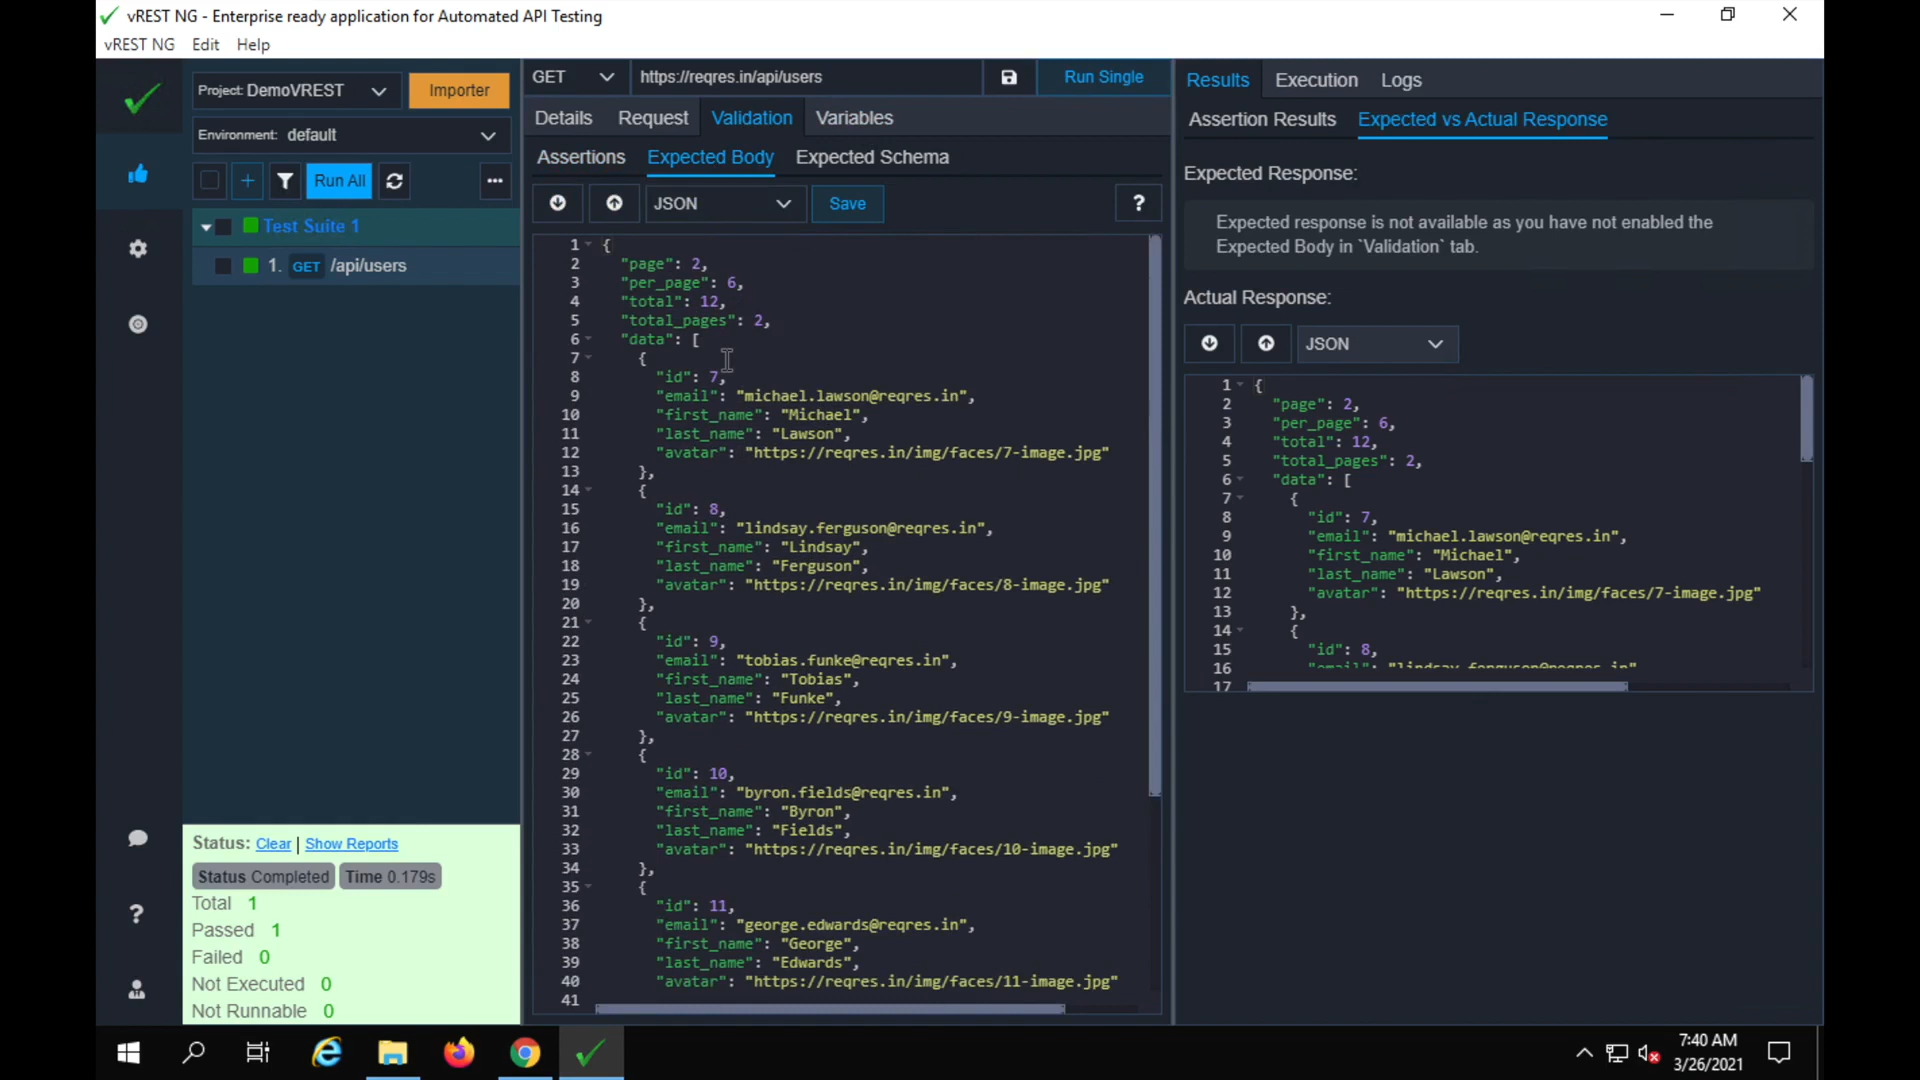 vREST NG - Enterprise ready application for Automated API Testing
vREST NG Edit Help
Project: DemoVREST
Importer
Environment: default
Run All
Test Suite 1
1. GET /api/users
Status: Clear | Show Reports
Status Completed Time 0.179s
Total 1
Passed 1
Failed 0
Not Executed 0
Not Runnable 0
GET
https://reqres.in/api/users
Run Single
Details Request Validation Variables
Assertions Expected Body Expected Schema
JSON
Save
?
1 {
2 "page": 2,
3 "per_page": 6,
4 "total": 12,
5 "total_pages": 2,
6 "data": [
7 {
8 "id": 7,
9 "email": "michael.lawson@reqres.in",
10 "first_name": "Michael",
11 "last_name": "Lawson",
12 "avatar": "https://reqres.in/img/faces/7-image.jpg"
13 },
14 {
15 "id": 8,
16 "email": "lindsay.ferguson@reqres.in",
17 "first_name": "Lindsay",
18 "last_name": "Ferguson",
19 "avatar": "https://reqres.in/img/faces/8-image.jpg"
20 },
21 {
22 "id": 9,
23 "email": "tobias.funke@reqres.in",
24 "first_name": "Tobias",
25 "last_name": "Funke",
26 "avatar": "https://reqres.in/img/faces/9-image.jpg"
27 },
28 {
29 "id": 10,
30 "email": "byron.fields@reqres.in",
31 "first_name": "Byron",
32 "last_name": "Fields",
33 "avatar": "https://reqres.in/img/faces/10-image.jpg"
34 },
35 {
36 "id": 11,
37 "email": "george.edwards@reqres.in",
38 "first_name": "George",
39 "last_name": "Edwards",
40 "avatar": "https://reqres.in/img/faces/11-image.jpg"
41
Results Execution Logs
Assertion Results Expected vs Actual Response
Expected Response:
Expected response is not available as you have not enabled the
Expected Body in `Validation` tab.
Actual Response:
JSON
1 {
2 "page": 2,
3 "per_page": 6,
4 "total": 12,
5 "total_pages": 2,
6 "data": [
7 {
8 "id": 7,
9 "email": "michael.lawson@reqres.in",
10 "first_name": "Michael",
11 "last_name": "Lawson",
12 "avatar": "https://reqres.in/img/faces/7-image.jpg"
13 },
14 {
15 "id": 8,
16 "email": "lindsay.ferguson@reqres.in"
17
7:40 AM
3/26/2021